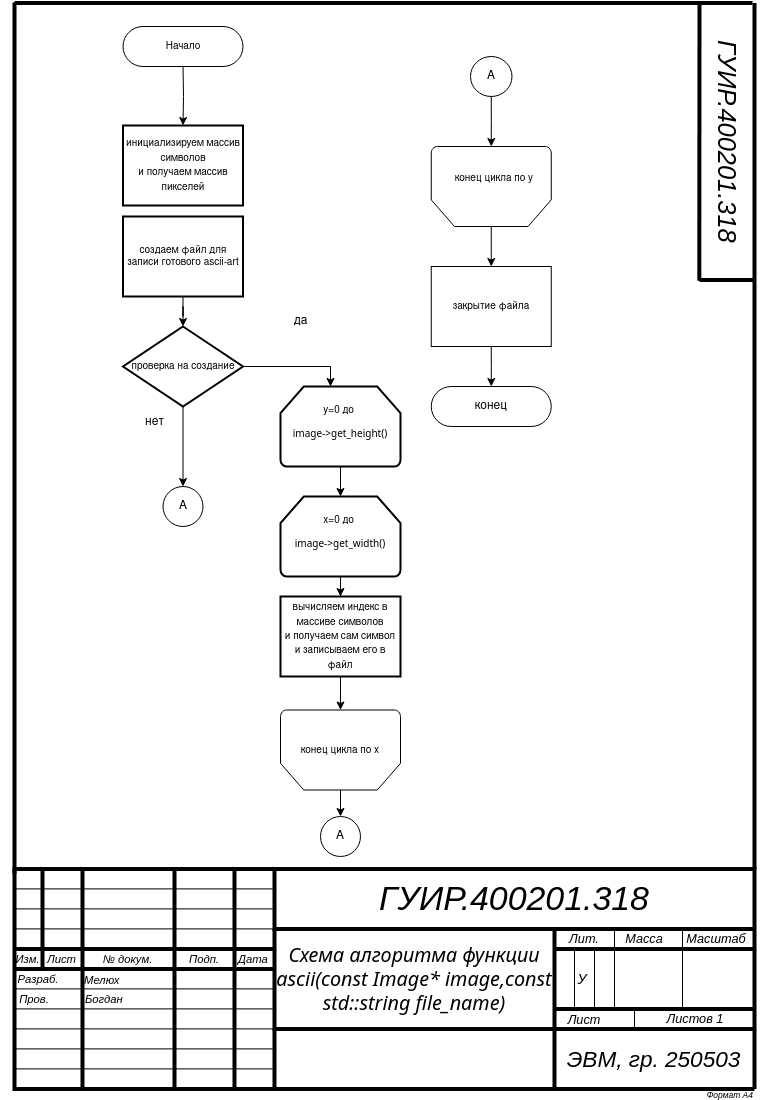 Начало
инициализируем массив
символов
и получаем массив
пикселей
создаем файл для
записи готового ascii-art
проверка на создание
да
нет
А
y=0 до
image->get_height()
x=0 до
image->get_width()
вычисляем индекс в
массиве символов
и получаем сам символ
и записываем его в
файл
конец цикла по x
А
А
конец цикла по y
закрытие файла
конец
ГУИР.400201.318
ГУИР.400201.318
Изм. Лист № докум. Подп. Дата
Разраб. Мелюх
Пров. Богдан
Схема алгоритма функции
ascii(const Image* image,const
std::string file_name)
Лит. Масса Масштаб
У
Лист Листов 1
ЭВМ, гр. 250503
Формат А4